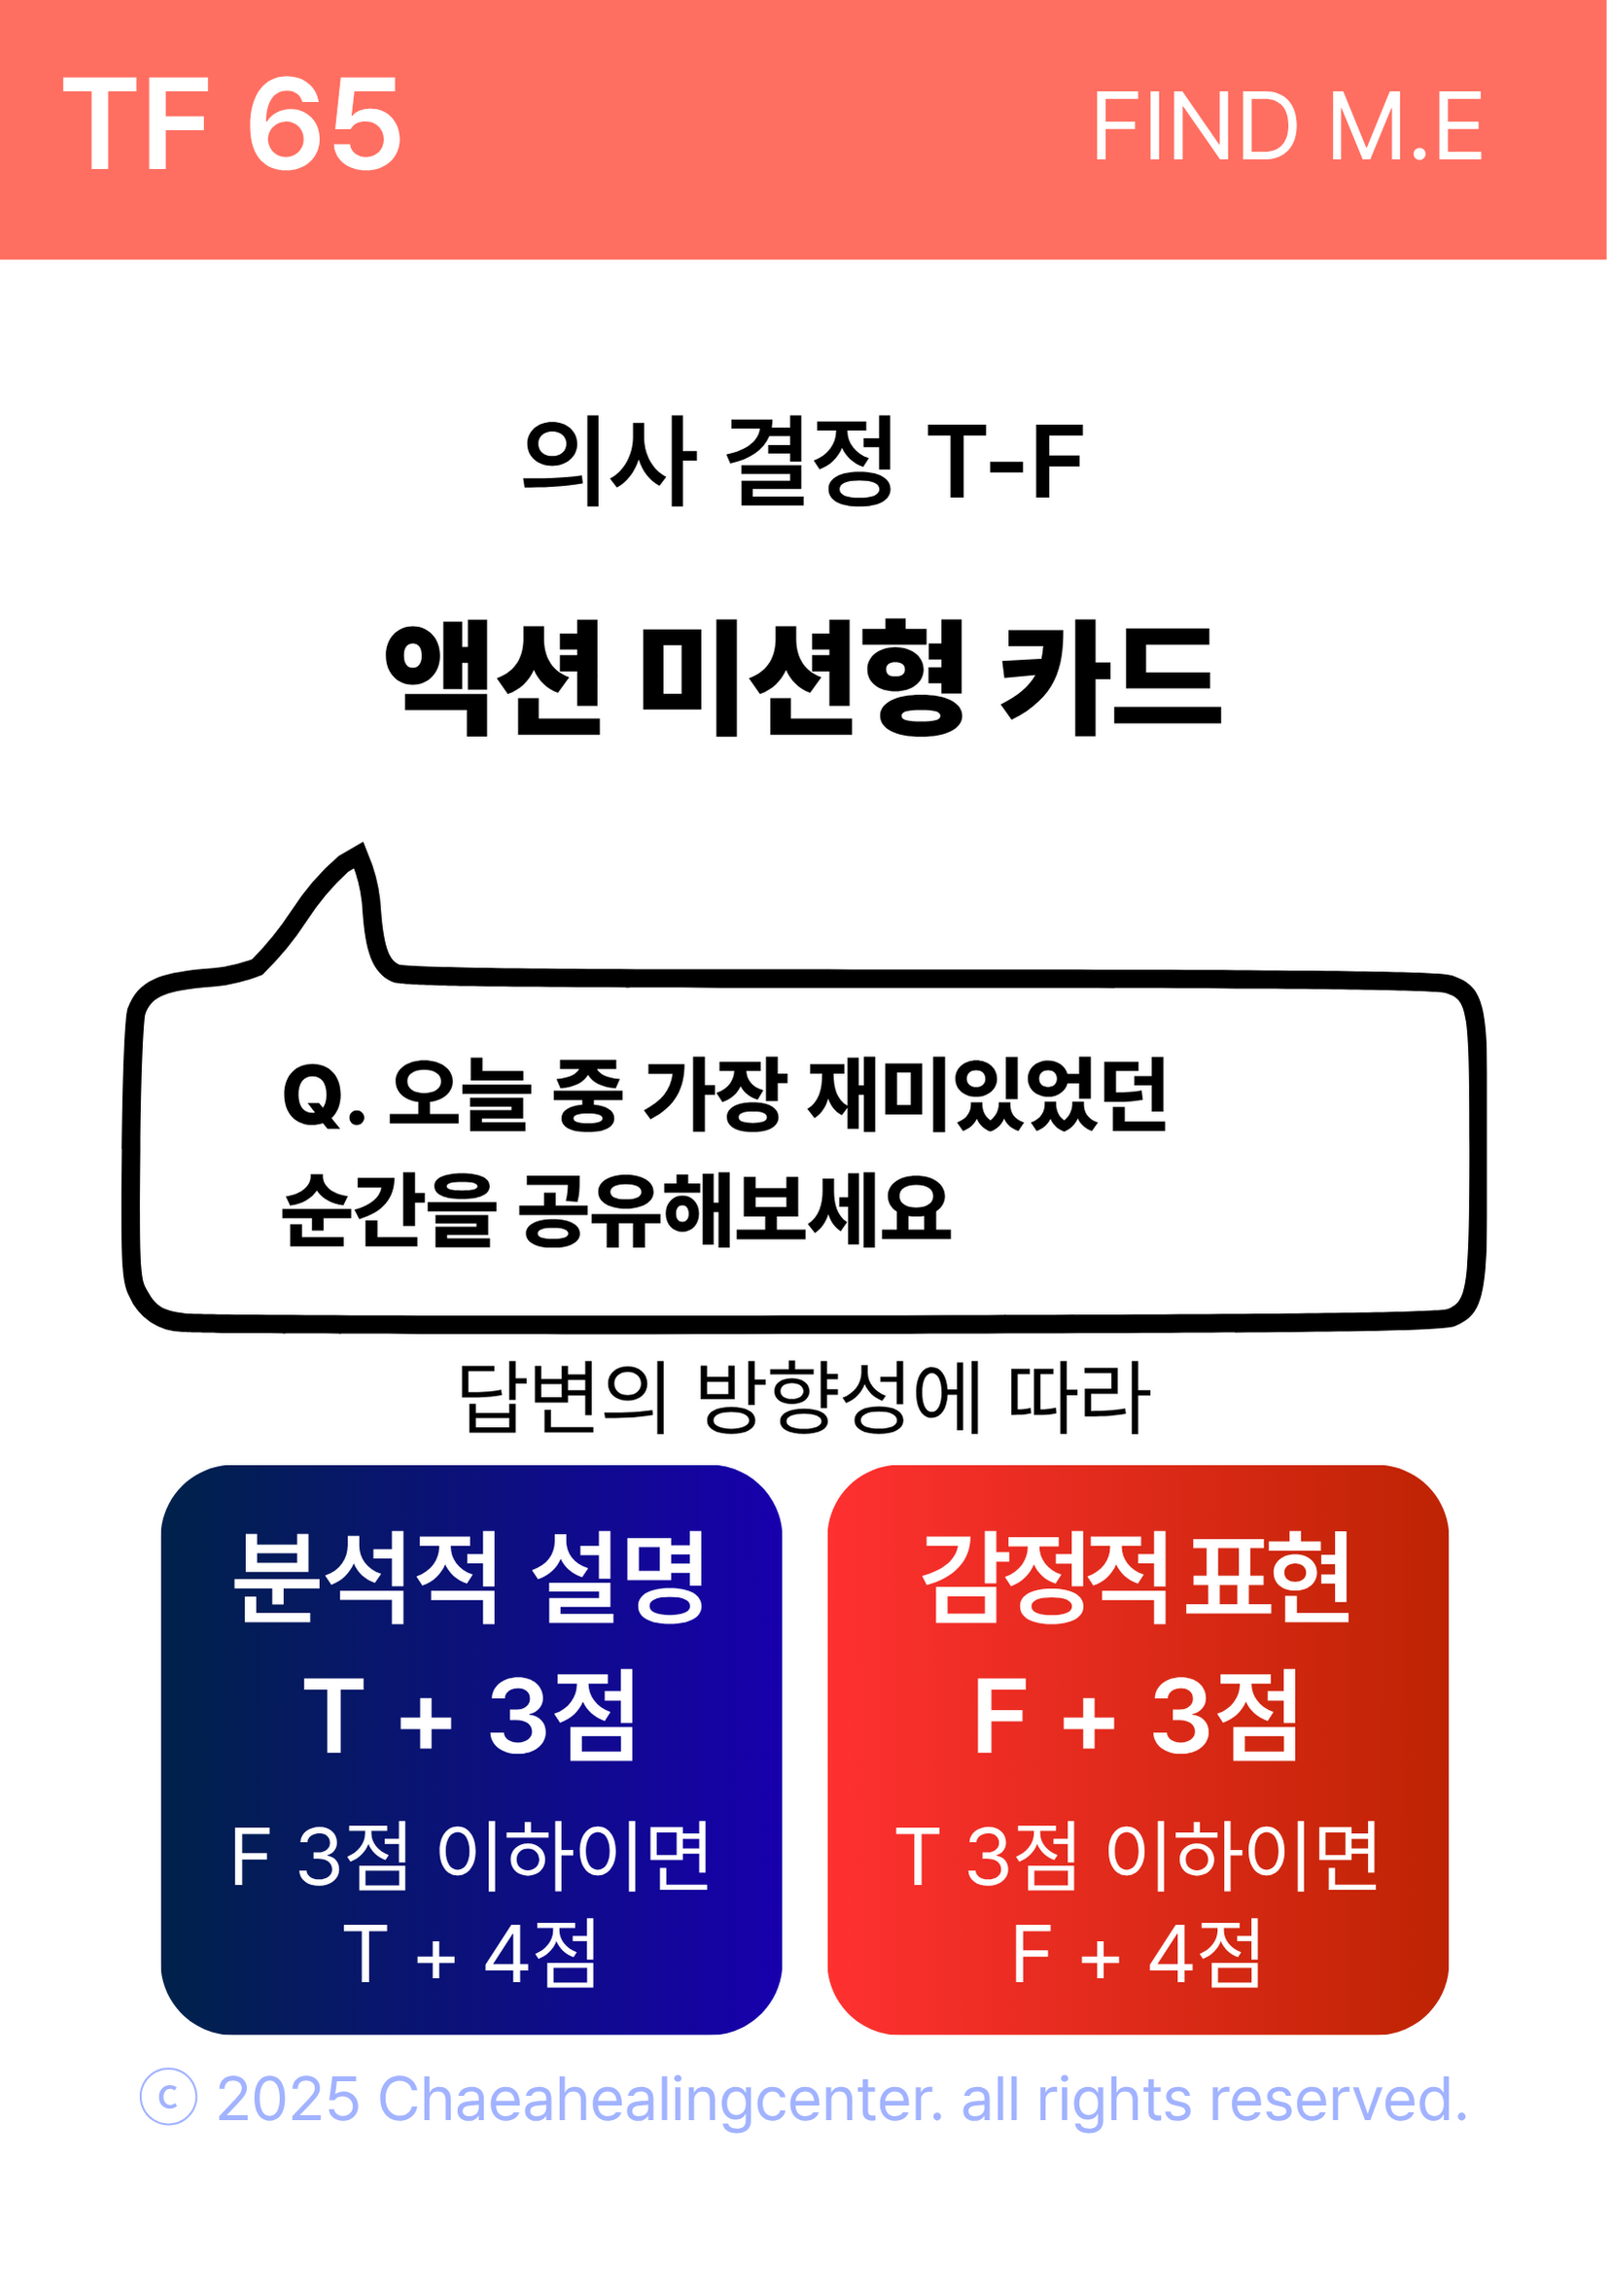 TF 65
FIND M.E
의사 결정 T-F
액션 미션형 카드
Q. 오늘 중 가장 재미있었던
순간을 공유해보세요
답변의 방향성에 따라
분석적 설명
T + 3점
F 3점 이하이면
T + 4점
감정적 표현
F + 3점
T 3점 이하이면
F + 4점
ⓒ 2025 Chaeahealingcenter. all rights reserved.